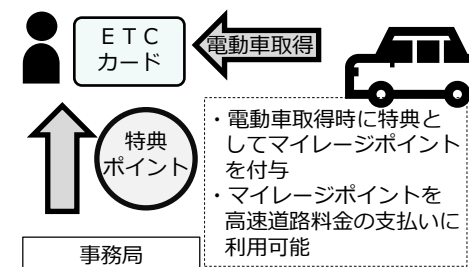 ＥＴＣ
カード
電動車取得
特典
ポイント
・電動車取得時に特典と
してマイレージポイント
を付与
・マイレージポイントを
高速道路料金の支払いに
利用可能
事務局